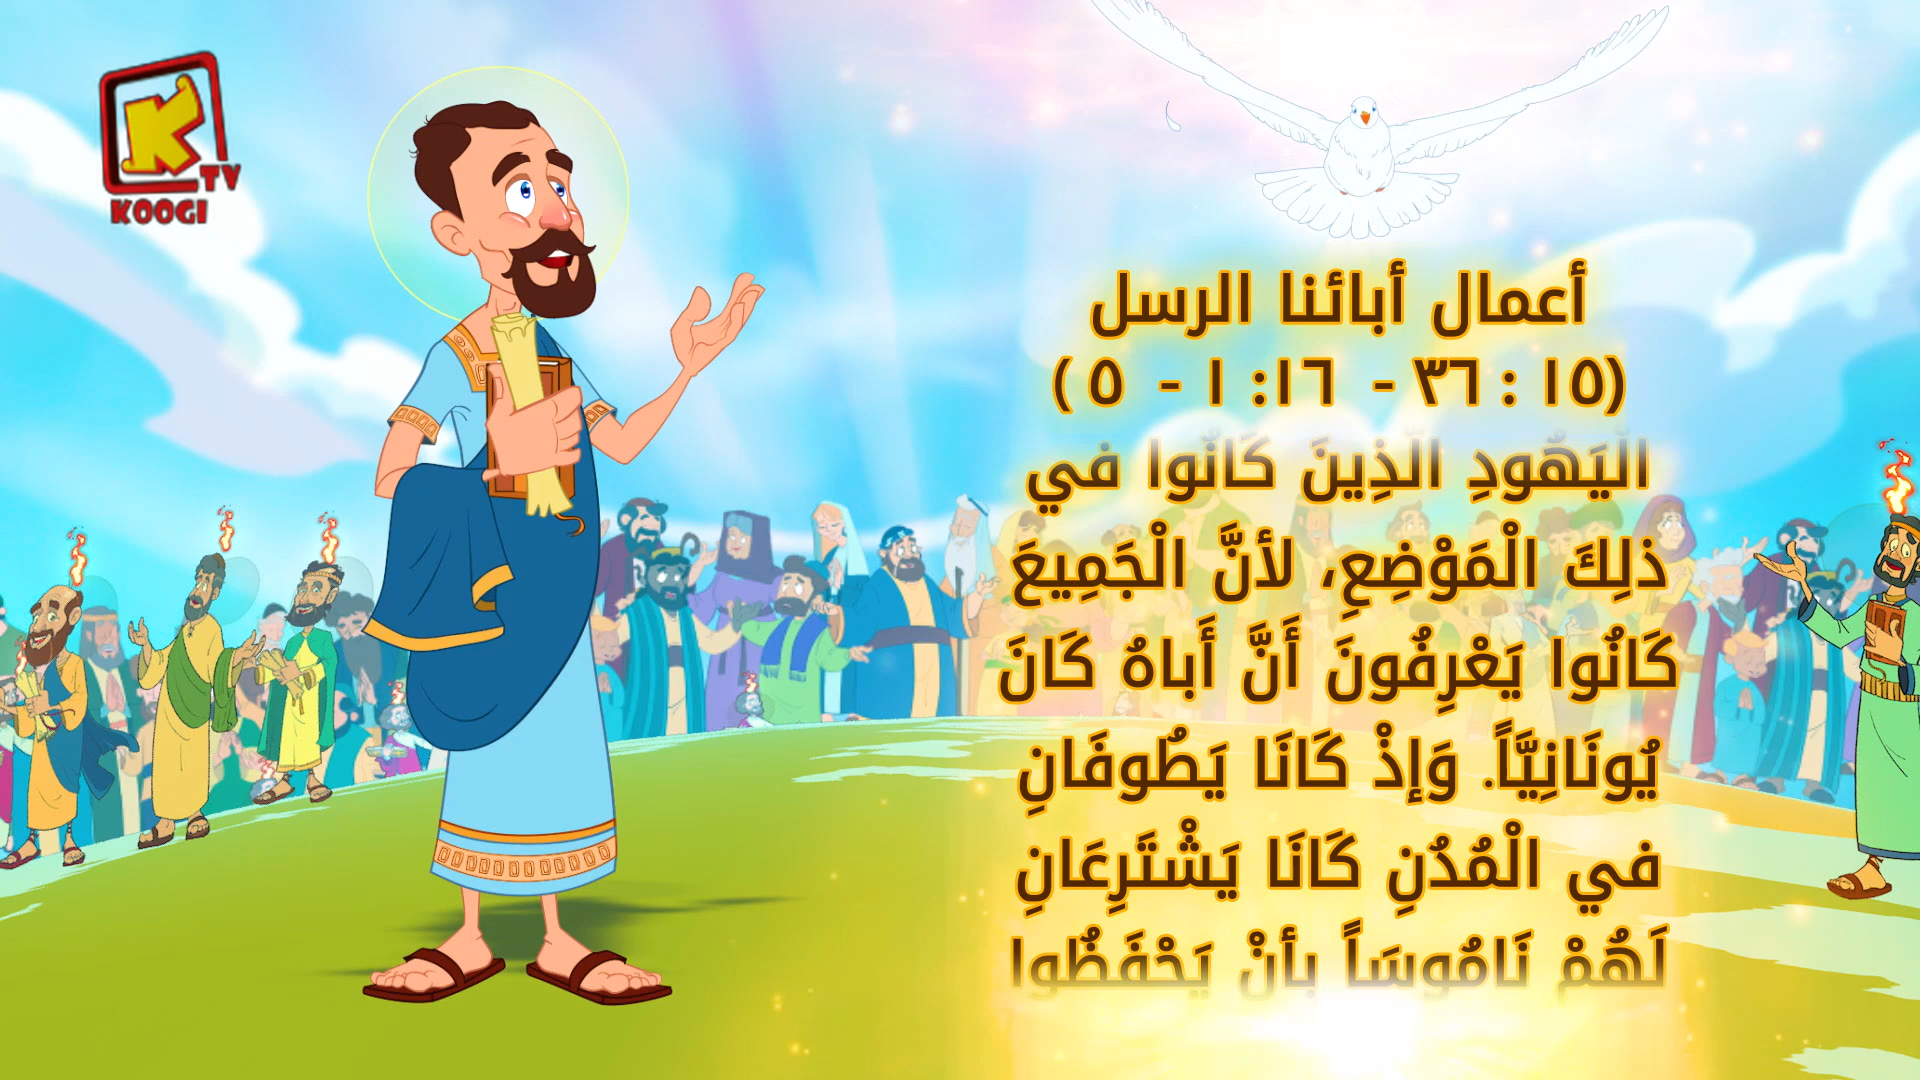 K
TV
KOOGI
أعمال أبائنا الرسل
(١٥ : ٣٦ - ١٦: ١ - ٥ )
الْيَهُودِ الَّذِينَ كَانُوا في
ذلِكَ الْمَوْضِعِ، لأنَّ الْجَمِيعَ
كَانُوا يَعْرِفُونَ أَنَّ أَباهُ كَانَ
يُونَانِيَّاً. وَإذْ كَانَا يَطُوفَانِ
في الْمُدُنِ كَانَا يَشْتَرِعَانِ
لَهُمْ نَامُوسَاً بأنْ يَحْفَظُوا